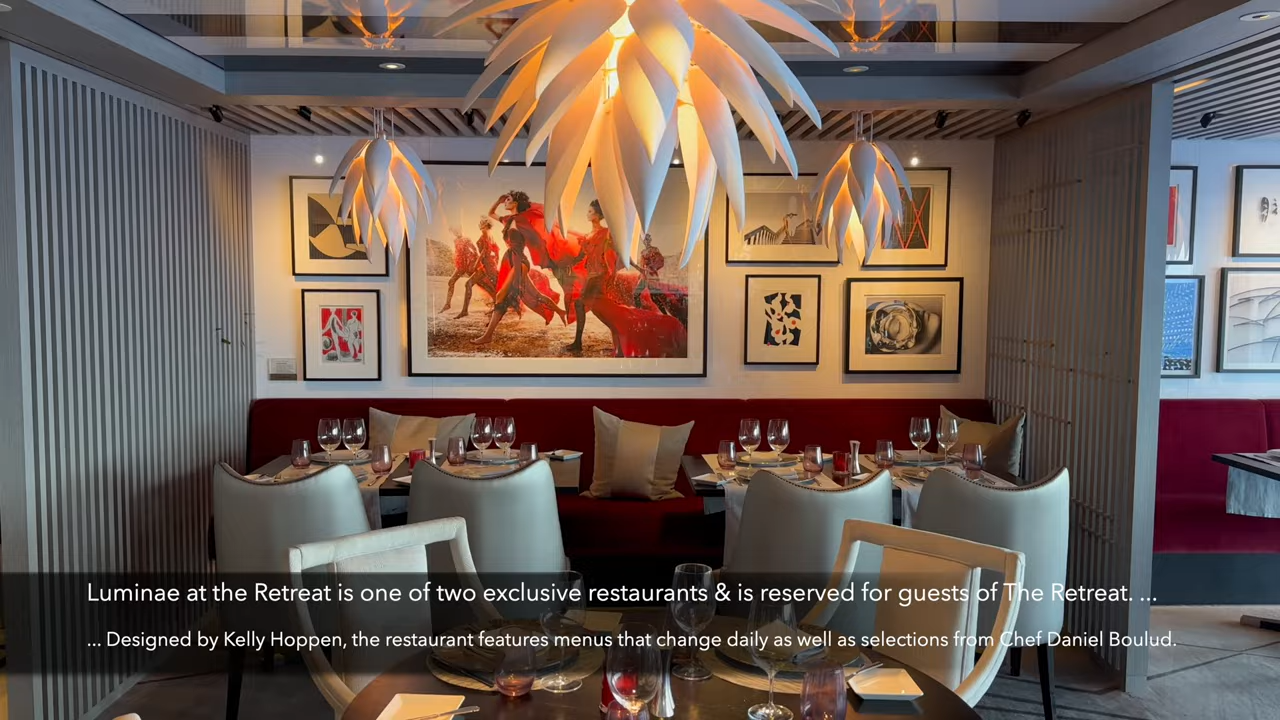 Luminae at the Retreat is one of two exclusive restaurants & is reserved for guests of The Retreat. ...
... Designed by Kelly Hoppen, the restaurant features menus that change daily as well as selections from Chef Daniel Boulud.